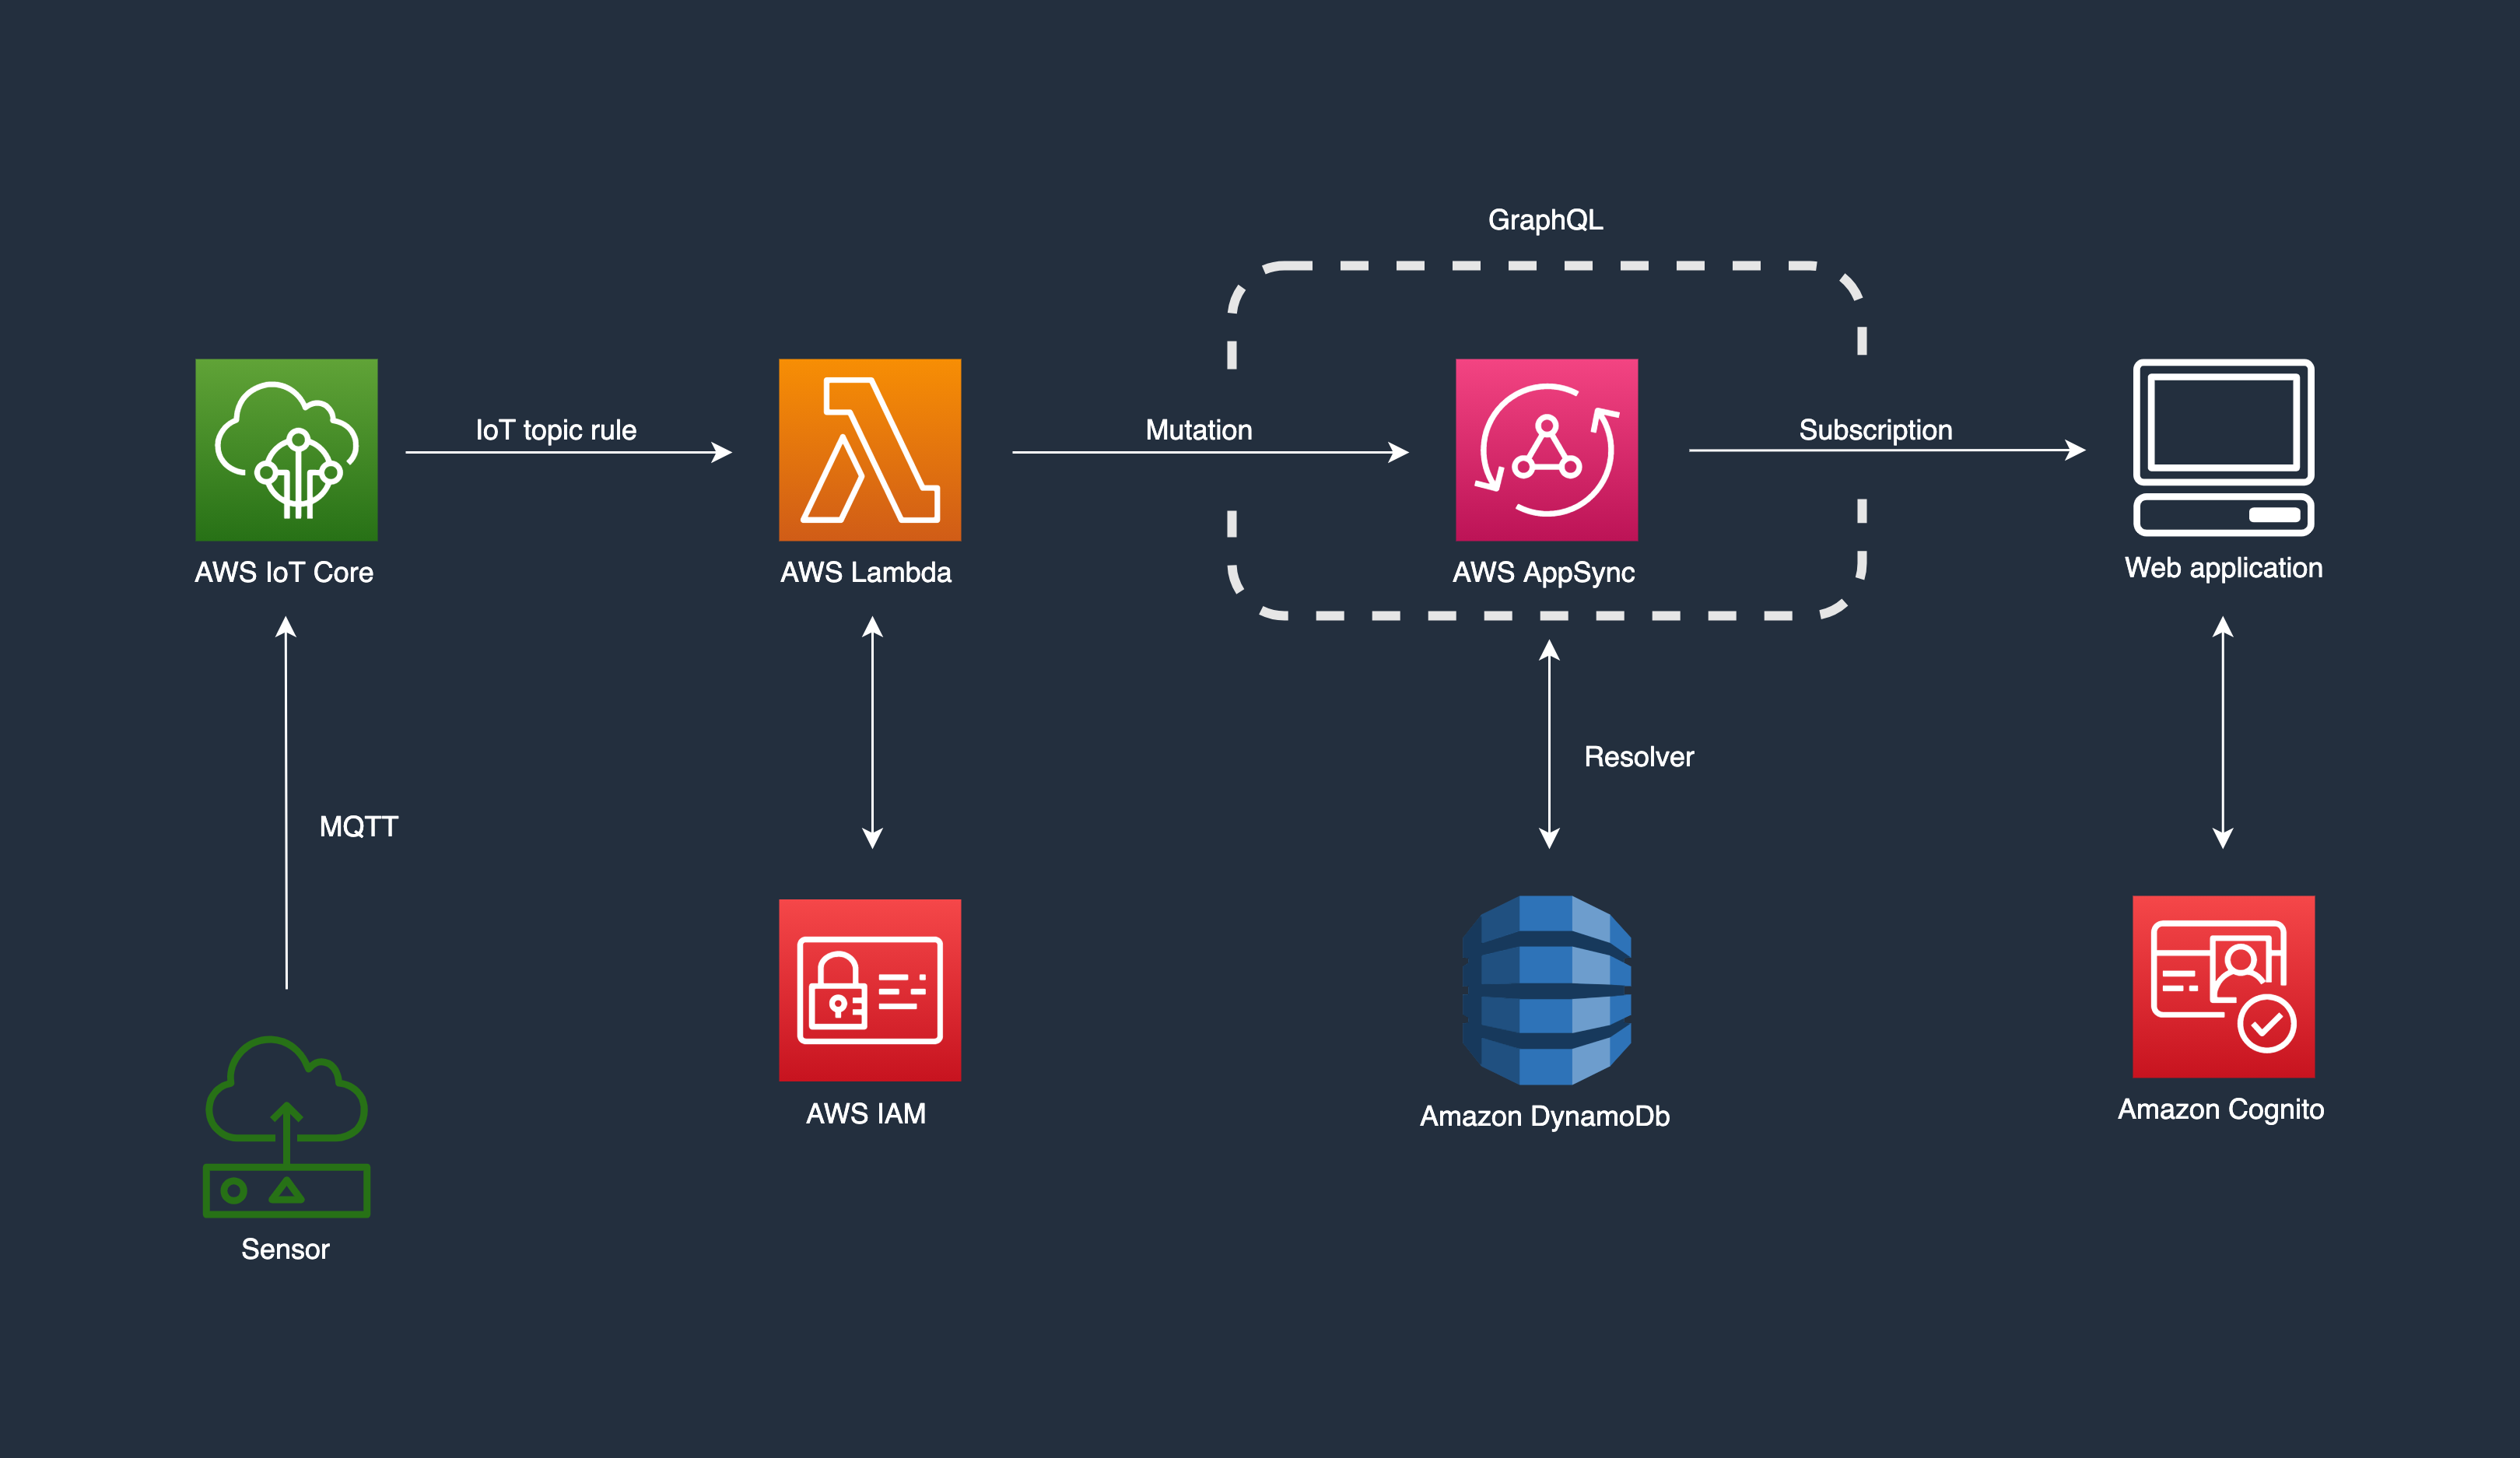 GraphQL
IoT topic rule
Mutation
Subscription
AWS IoT Core
AWS Lambda
AWS AppSync
Web application
Resolver
MQTT
AWS IAM
Amazon DynamoDb
Amazon Cognito
Sensor